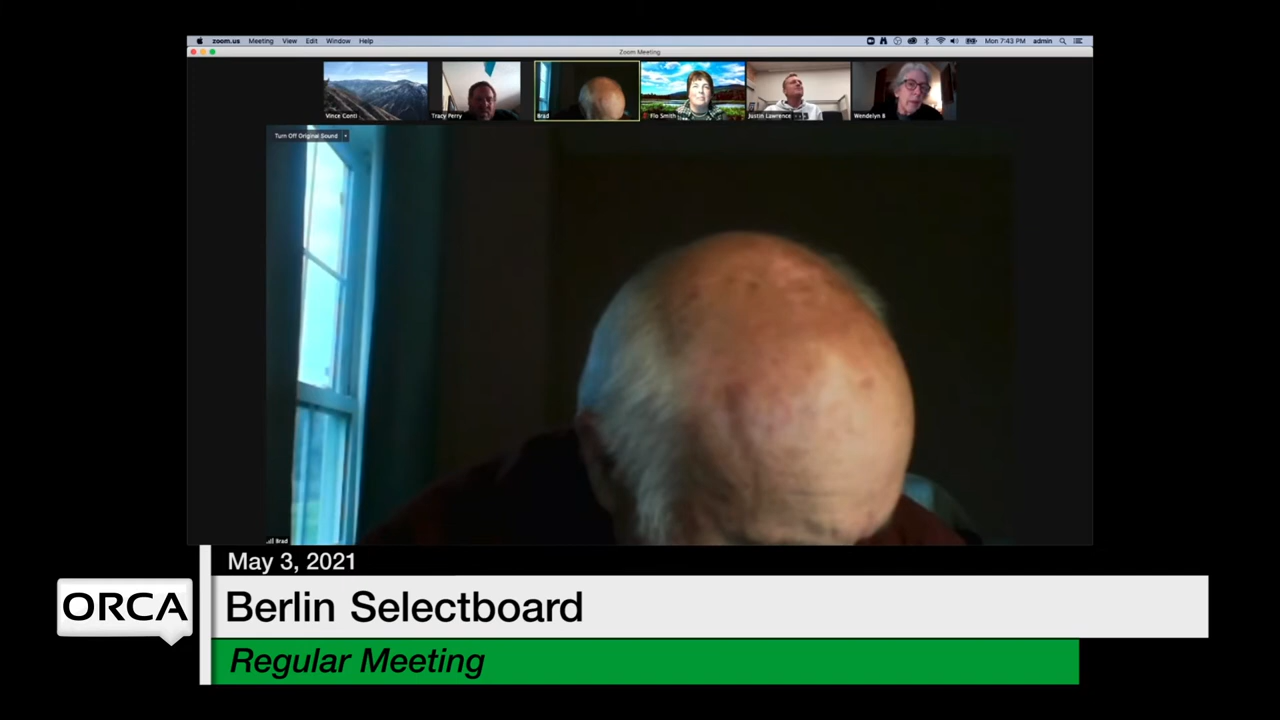 zoom.us Meeting View Edit Window Help Mon 7:43 PM admin
Zoom Meeting
Vince Conti Tracy Perry Brad Flo Smith Justin Lawrence Wendelyn B
Turn Off Original Sound
Brad
May 3, 2021
ORCA
Berlin Selectboard
Regular Meeting